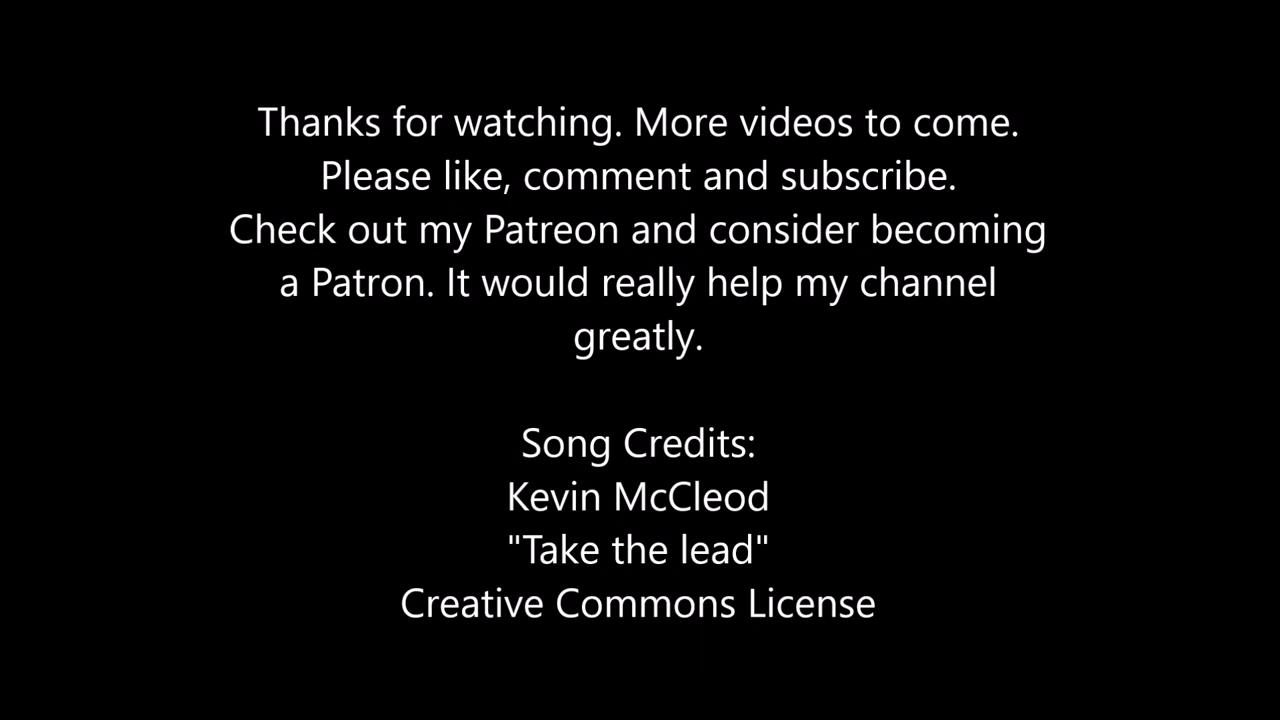 Thanks for watching. More videos to come.
Please like, comment and subscribe.
Check out my Patreon and consider becoming
a Patron. It would really help my channel
greatly.
Song Credits:
Kevin McCleod
"Take the lead"
Creative Commons License